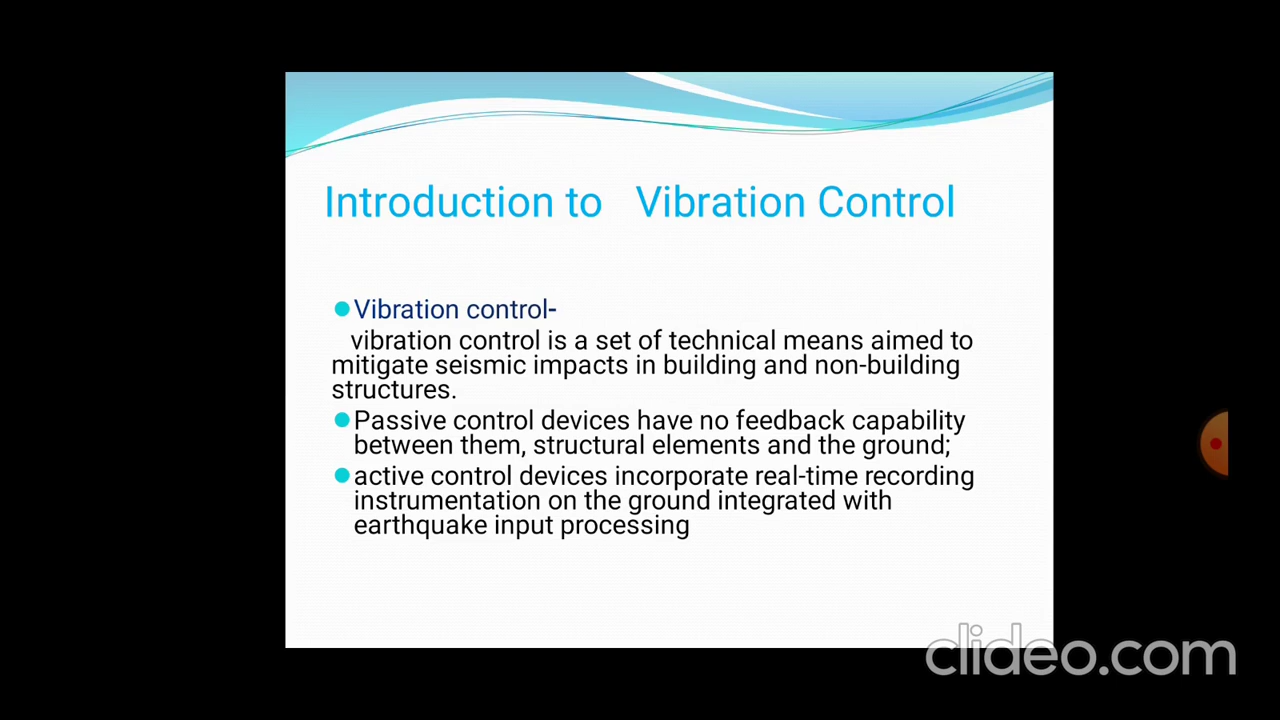 Introduction to   Vibration Control
Vibration control-
vibration control is a set of technical means aimed to
mitigate seismic impacts in building and non-building
structures.
Passive control devices have no feedback capability
between them, structural elements and the ground;
active control devices incorporate real-time recording
instrumentation on the ground integrated with
earthquake input processing
clideo.com